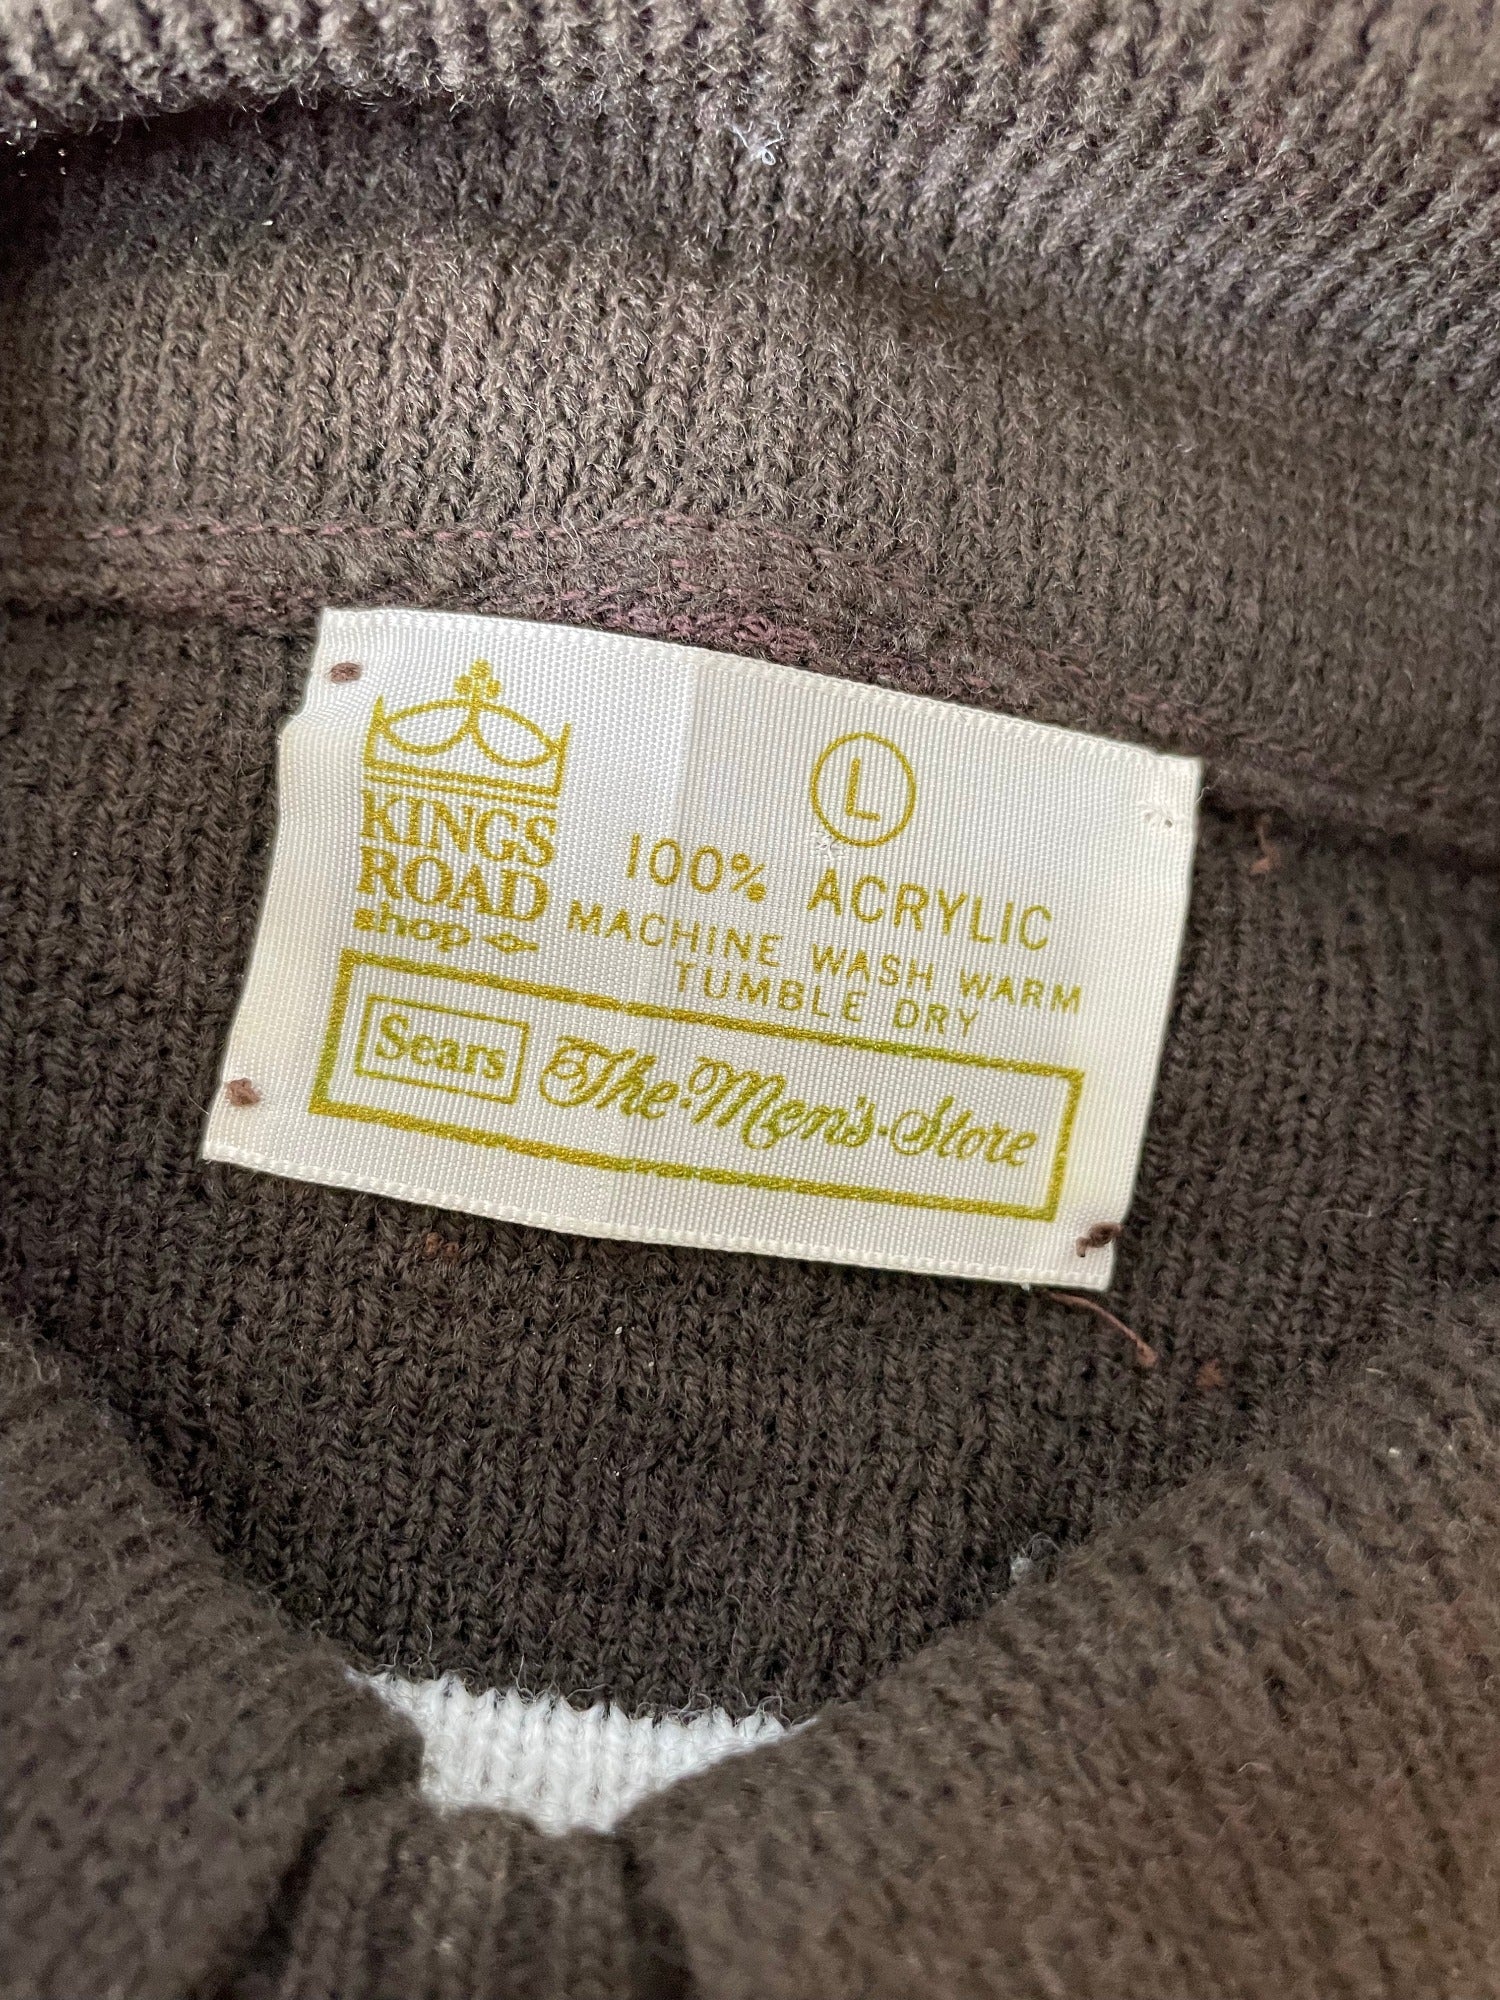 KINGS
ROAD
shop
L
100% ACRYLIC
MACHINE WASH WARM
TUMBLE DRY
Sears The Men's Store